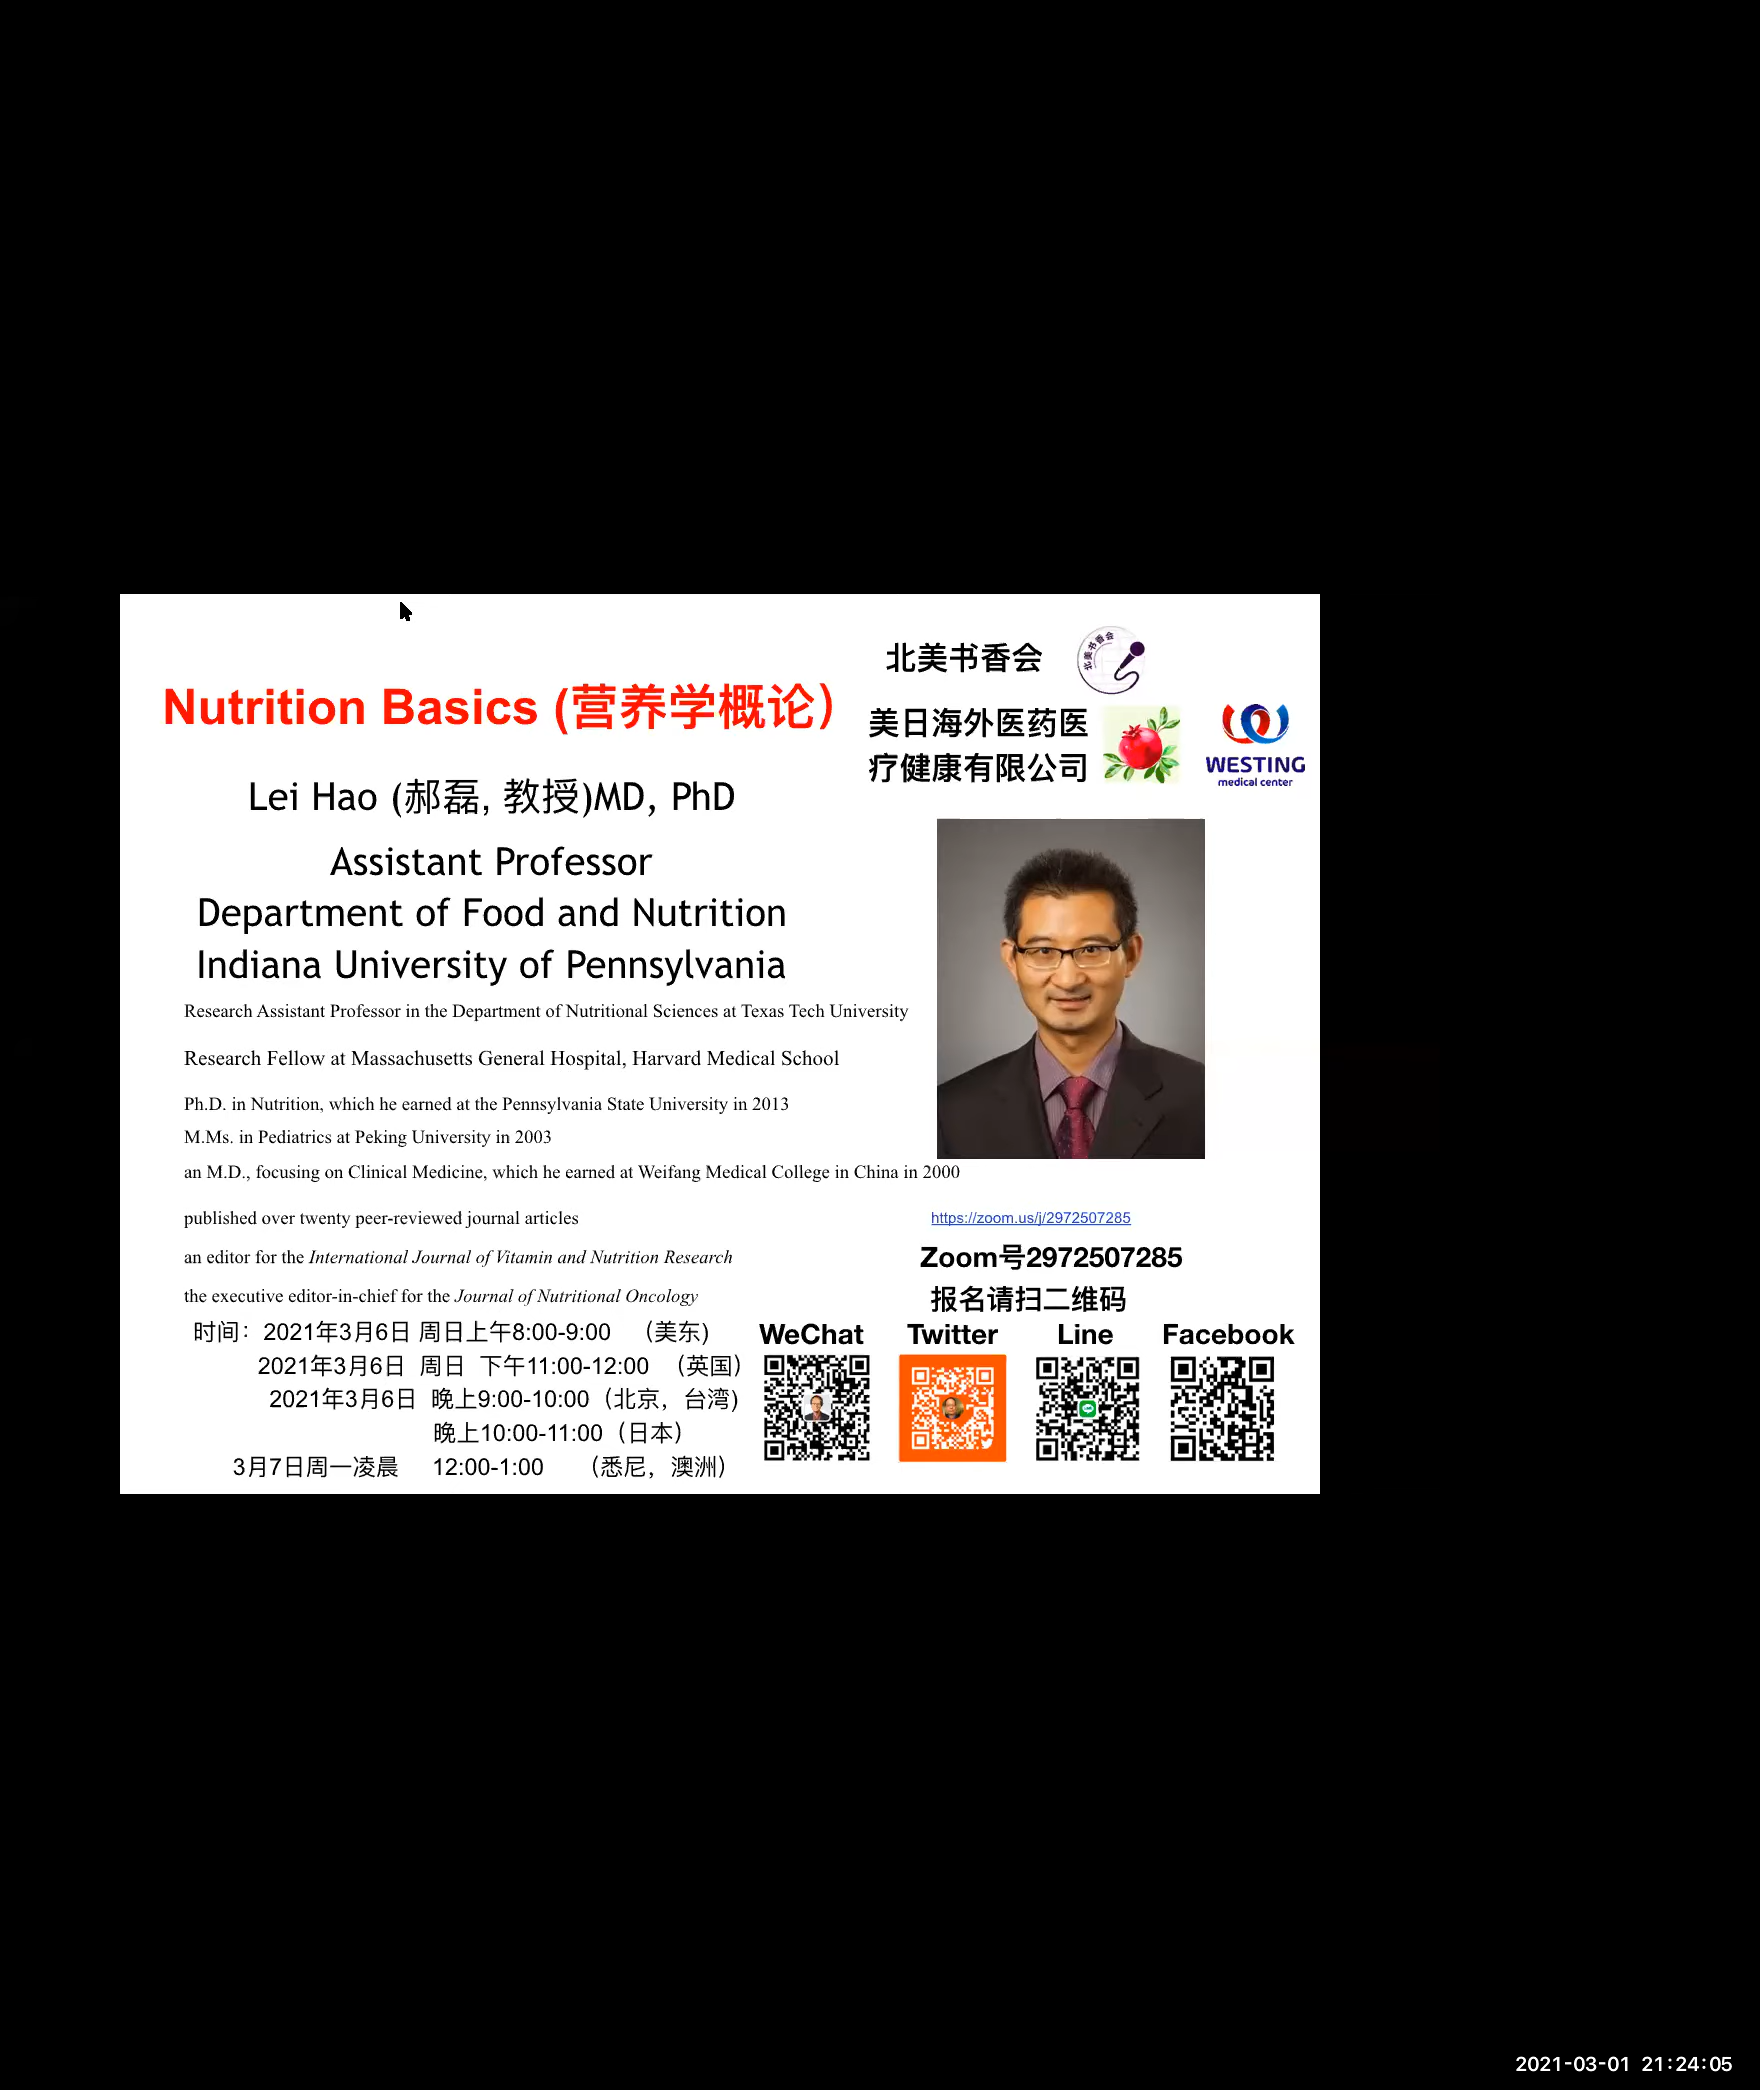 北美书香会
北美书香会
Nutrition Basics (营养学概论）
美日海外医药医
疗健康有限公司
WESTING
medical center
Lei Hao (郝磊, 教授)MD, PhD
Assistant Professor
Department of Food and Nutrition
Indiana University of Pennsylvania
Research Assistant Professor in the Department of Nutritional Sciences at Texas Tech University
Research Fellow at Massachusetts General Hospital, Harvard Medical School
Ph.D. in Nutrition, which he earned at the Pennsylvania State University in 2013
M.Ms. in Pediatrics at Peking University in 2003
an M.D., focusing on Clinical Medicine, which he earned at Weifang Medical College in China in 2000
published over twenty peer-reviewed journal articles
an editor for the International Journal of Vitamin and Nutrition Research
the executive editor-in-chief for the Journal of Nutritional Oncology
https://zoom.us/j/2972507285
Zoom号2972507285
报名请扫二维码
时间：2021年3月6日 周日上午8:00-9:00 （美东)
2021年3月6日 周日 下午11:00-12:00 （英国）
2021年3月6日 晚上9:00-10:00（北京，台湾)
晚上10:00-11:00（日本）
3月7日周一凌晨 12:00-1:00 （悉尼，澳洲）
WeChat Twitter Line Facebook
2021-03-01 21:24:05